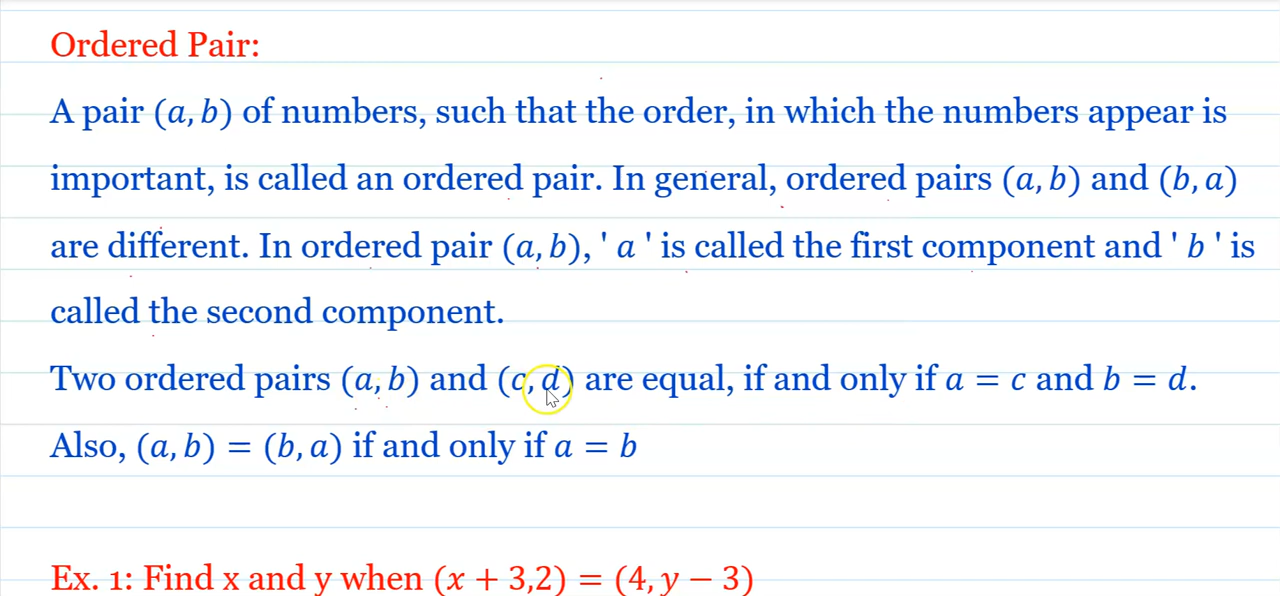 Ordered Pair:
A pair (a, b) of numbers, such that the order, in which the numbers appear is
important, is called an ordered pair. In general, ordered pairs (a, b) and (b, a)
are different. In ordered pair (a, b), ' a ' is called the first component and ' b ' is
called the second component.
Two ordered pairs (a, b) and (c, d) are equal, if and only if a = c and b = d.
Also, (a, b) = (b, a) if and only if a = b
Ex. 1: Find x and y when (x + 3,2) = (4, y − 3)